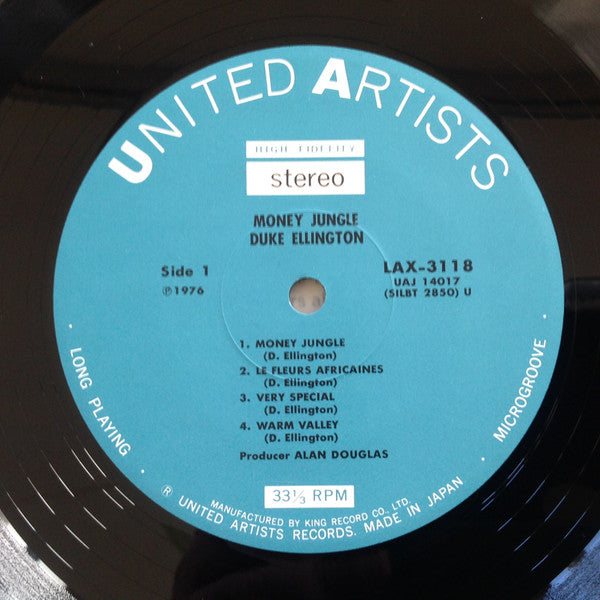 UNITED ARTISTS
HIGH FIDELITY
stereo
MONEY JUNGLE
DUKE ELLINGTON
Side 1
℗1976
LAX-3118
UAJ 14017
(SILBT 2850) U
1. MONEY JUNGLE
(D. Ellington)
2. LE FLEURS AFRICAINES
(D. Ellington)
3. VERY SPECIAL
(D. Ellington)
4. WARM VALLEY
(D. Ellington)
Producer ALAN DOUGLAS
33⅓ RPM
· LONG PLAYING ·
· MICROGROOVE ·
MANUFACTURED BY KING RECORD CO., LTD.
® UNITED ARTISTS RECORDS. MADE IN JAPAN